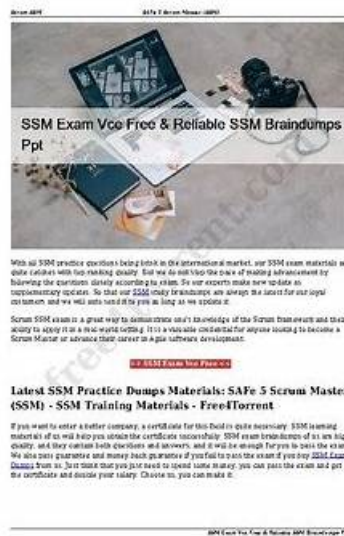 Scrum SSM
SAFe 5 Scrum Master (SSM)
SSM Exam Vce Free & Reliable SSM Braindumps
Ppt
With all SSM practice questions being brisk in the international market, our SSM exam materials are
quite catches with top-ranking quality. But we do not stop the pace of making advancement by
following the questions closely according to exam. So our experts make new update as
supplementary updates. So that our SSM study braindumps are always the latest for our loyal
customers and we will auto send it to you as long as we update it.
Scrum SSM exam is a great way to demonstrate one's knowledge of the Scrum framework and their
ability to apply it in a real-world setting. It is a valuable credential for anyone looking to become a
Scrum Master or advance their career in Agile software development.
>> SSM Exam Vce Free <<
Latest SSM Practice Dumps Materials: SAFe 5 Scrum Master
(SSM) - SSM Training Materials - Free4Torrent
If you want to enter a better company, a certificate for this field is quite necessary. SSM learning
materials of us will help you obtain the certificate successfully. SSM exam braindumps of us are high
quality, and they contain both questions and answers, and it will be enough for you to pass the exam.
We also pass guarantee and money back guarantee if you fail to pass the exam if you buy SSM Exam
Dumps from us. Just think that you just need to spend some money, you can pass the exam and get
the certificate and double your salary. Choose us, you can make it.
SSM Exam Vce Free & Reliable SSM Braindumps Ppt